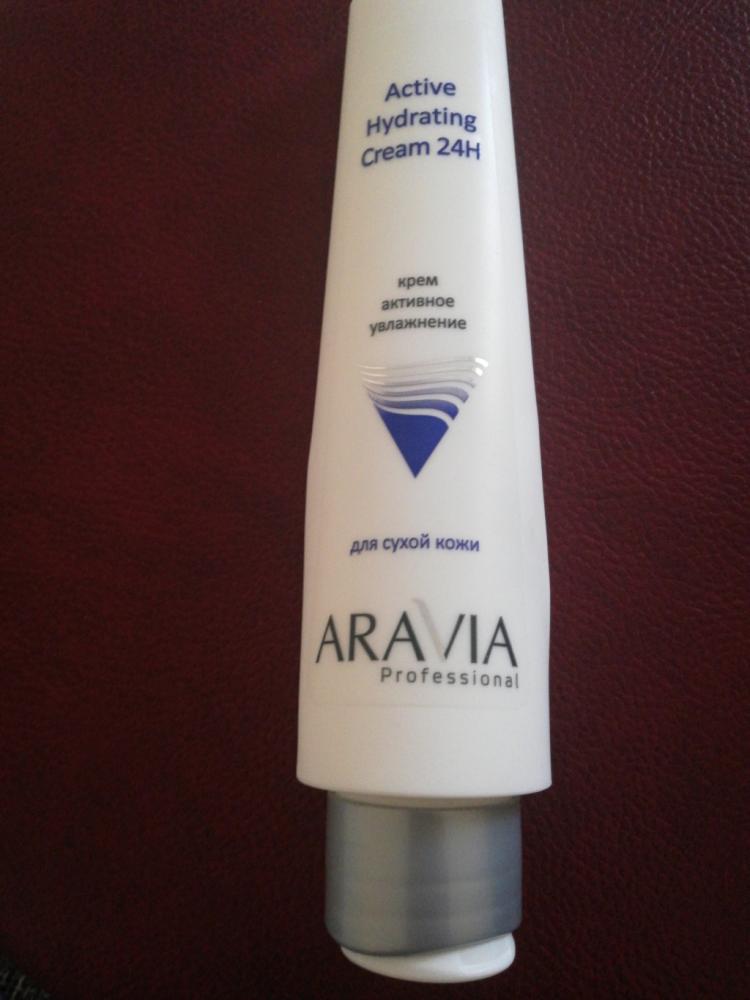 Active
Hydrating
Cream 24H
крем
активное
увлажнение
для сухой кожи
ARAVIA
Professional